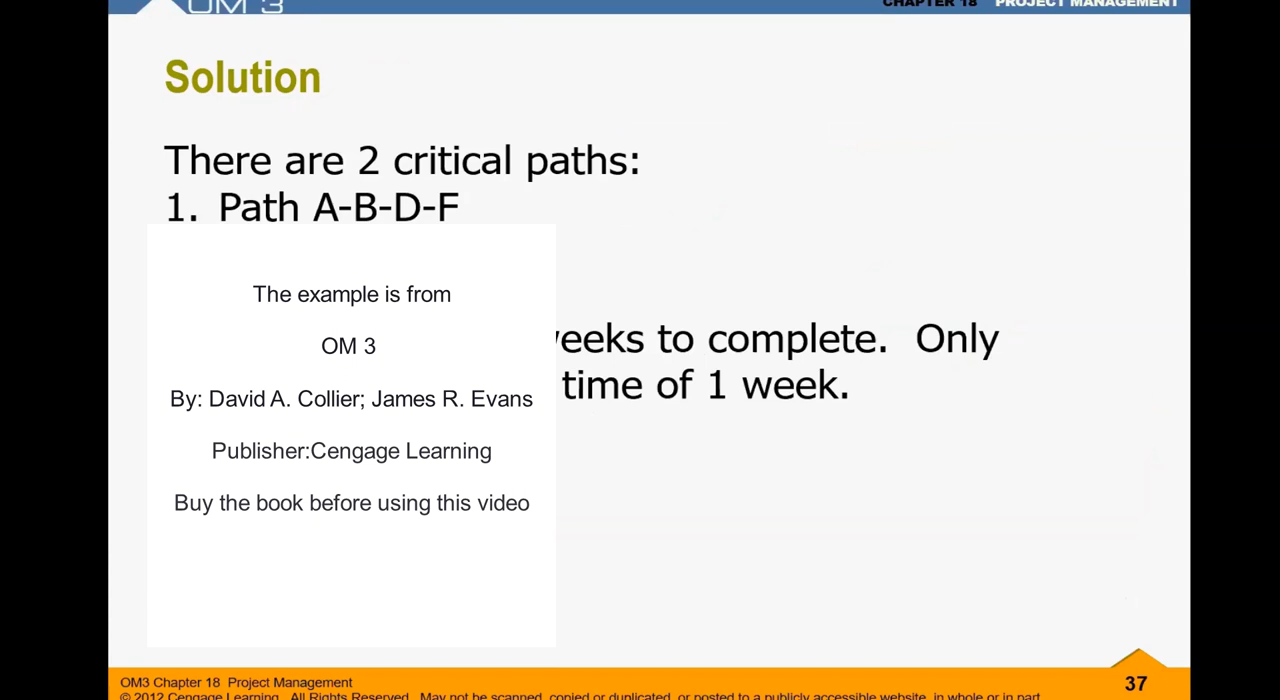 OM 3
CHAPTER 18 PROJECT MANAGEMENT
Solution
There are 2 critical paths:
1. Path A-B-D-F
The example is from
OM 3
By: David A. Collier; James R. Evans
Publisher:Cengage Learning
Buy the book before using this video
weeks to complete. Only
time of 1 week.
OM3 Chapter 18 Project Management
© 2012 Cengage Learning. All Rights Reserved. May not be scanned, copied or duplicated, or posted to a publicly accessible website, in whole or in part.
37